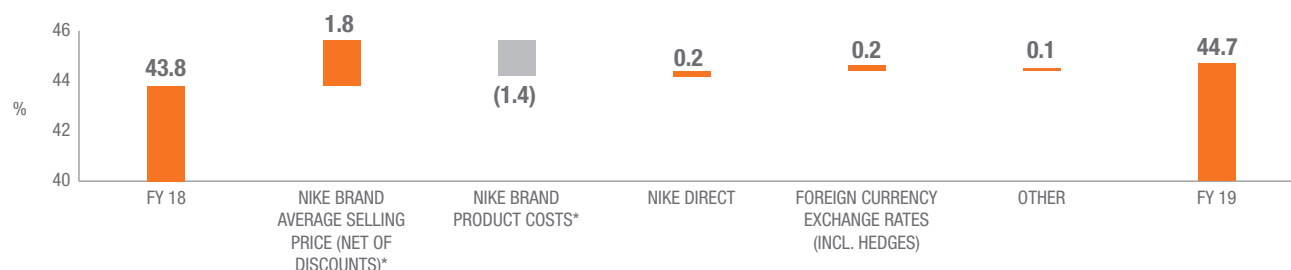 46
44
42
40
%
43.8
1.8
(1.4)
0.2
0.2
0.1
44.7
FY 18
NIKE BRAND
AVERAGE SELLING
PRICE (NET OF
DISCOUNTS)*
NIKE BRAND
PRODUCT COSTS*
NIKE DIRECT
FOREIGN CURRENCY
EXCHANGE RATES
(INCL. HEDGES)
OTHER
FY 19